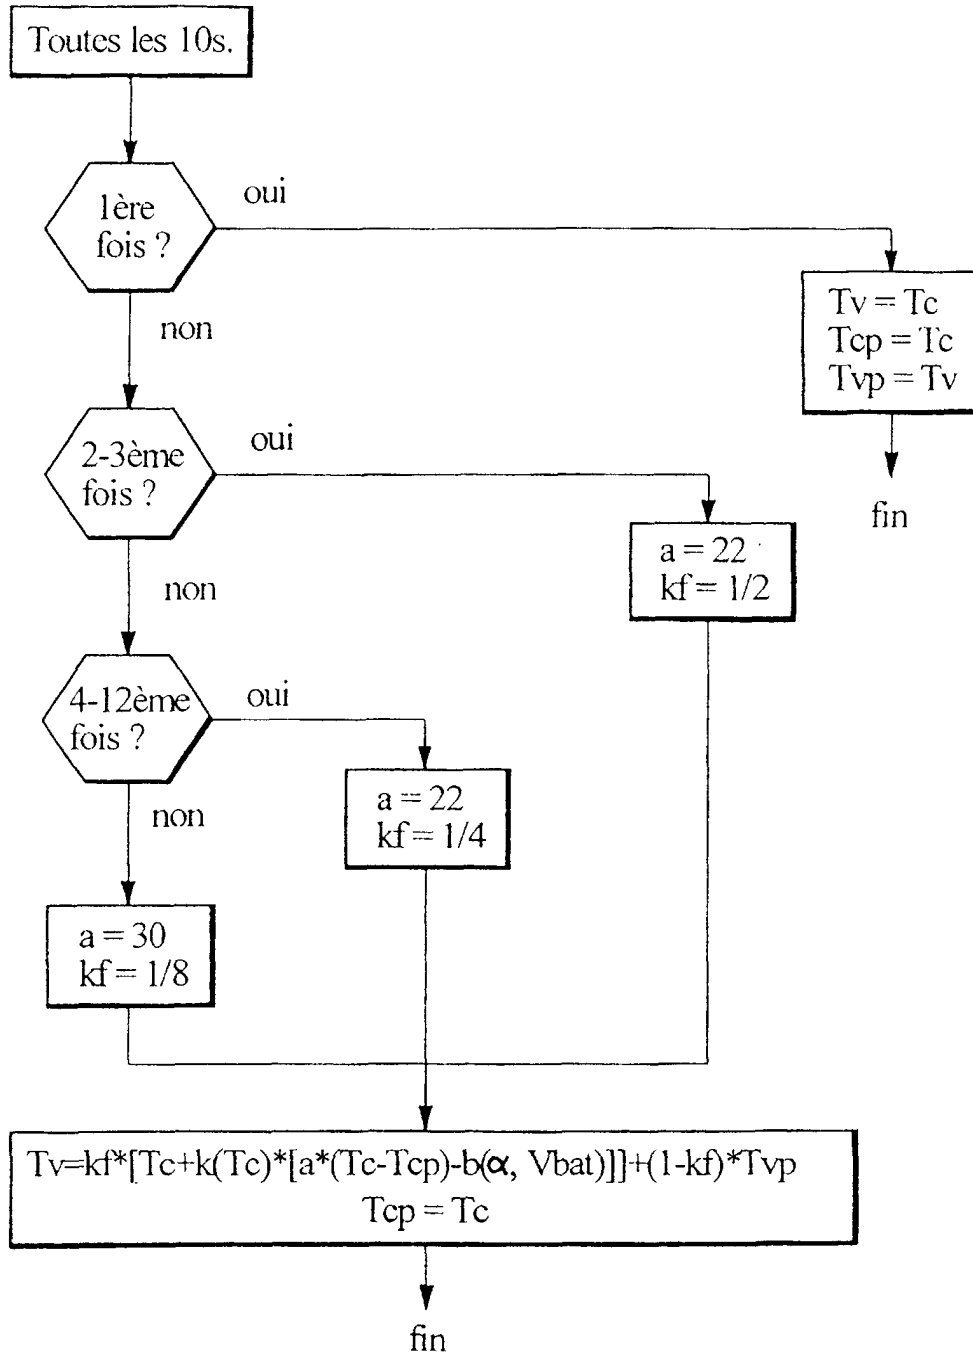 Toutes les 10s.
1ère
fois ?
oui
non
Tv = Tc
Tcp = Tc
Tvp = Tv
fin
2-3ème
fois ?
oui
non
a = 22
kf = 1/2
4-12ème
fois ?
oui
non
a = 22
kf = 1/4
a = 30
kf = 1/8
Tv=kf*[Tc+k(Tc)*[a*(Tc-Tcp)-b(α, Vbat)]]+(1-kf)*Tvp
Tcp = Tc
fin